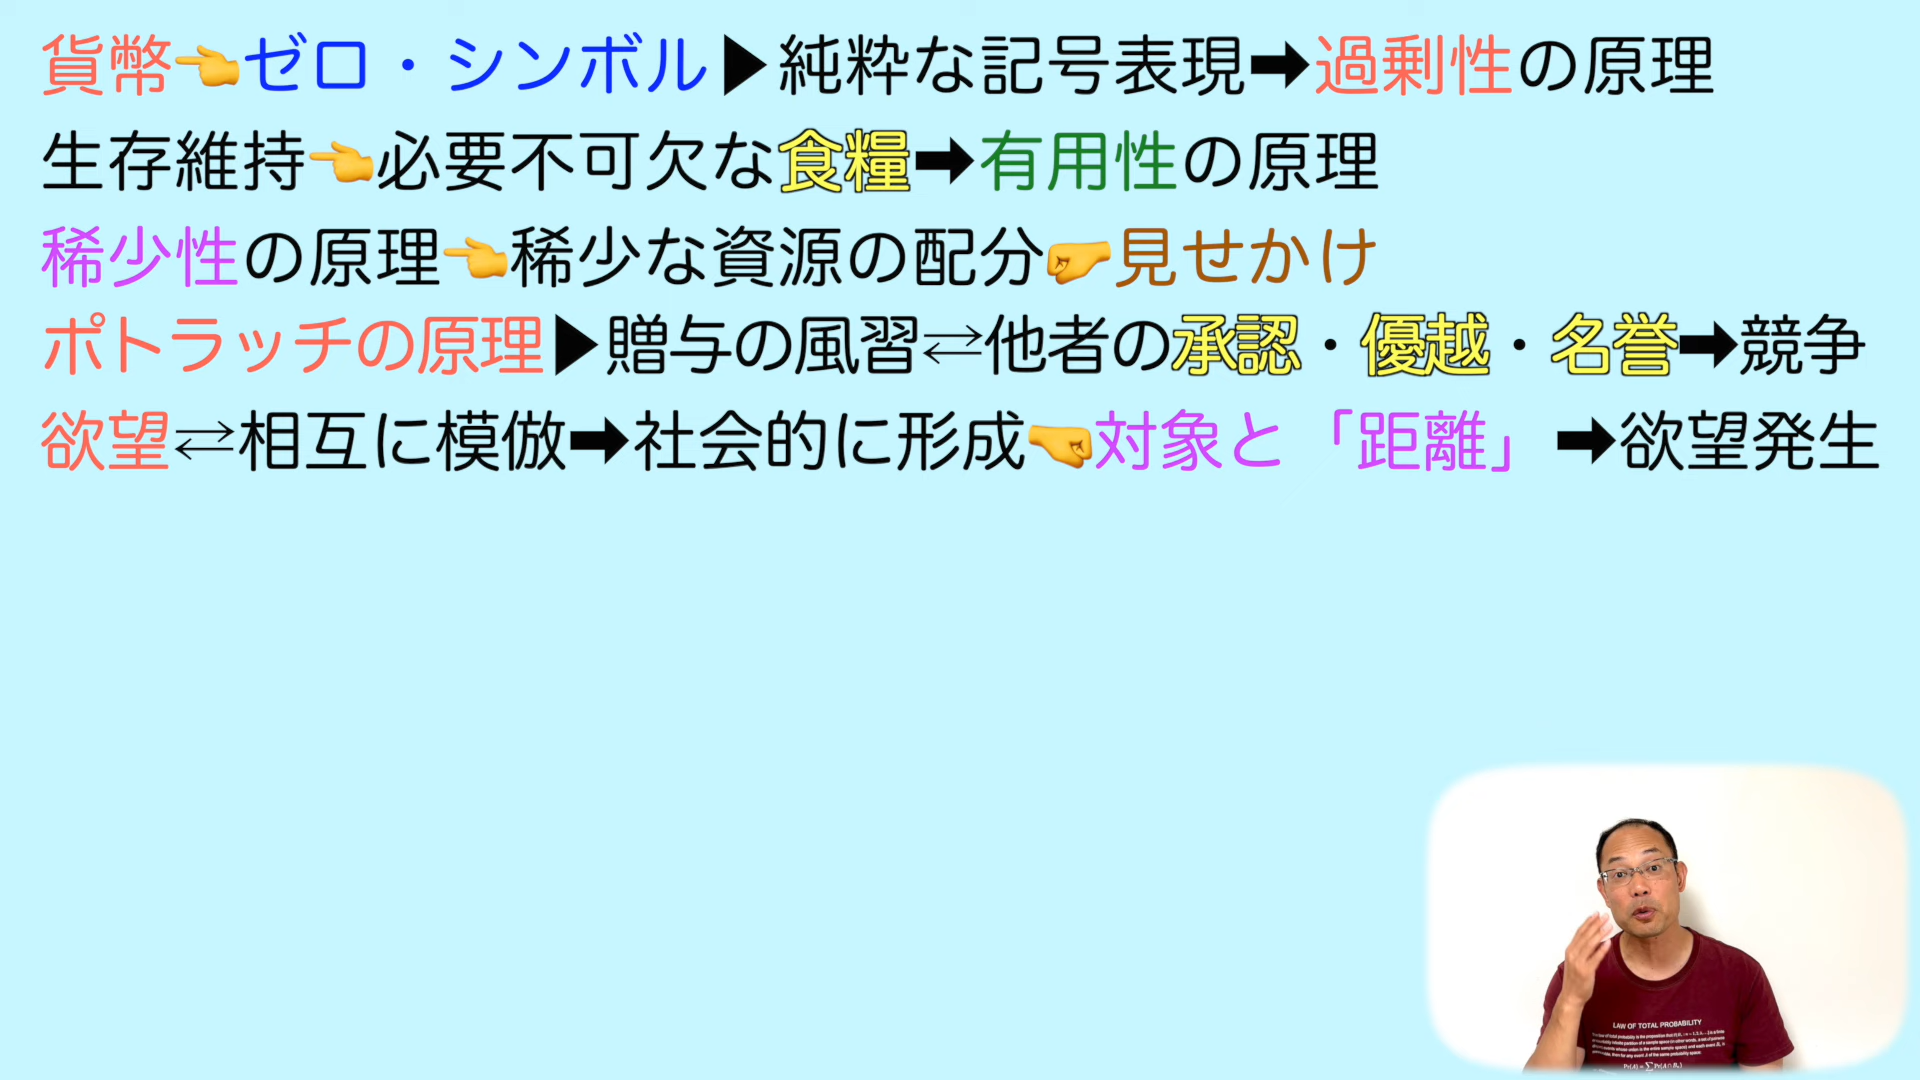 貨幣👈ゼロ・シンボル▶純粋な記号表現➡過剰性の原理
生存維持👈必要不可欠な食糧➡有用性の原理
稀少性の原理👈稀少な資源の配分🤛見せかけ
ポトラッチの原理▶贈与の風習⇄他者の承認・優越・名誉➡競争
欲望⇄相互に模倣➡社会的に形成🤜対象と「距離」➡欲望発生
LAW OF TOTAL PROBABILITY